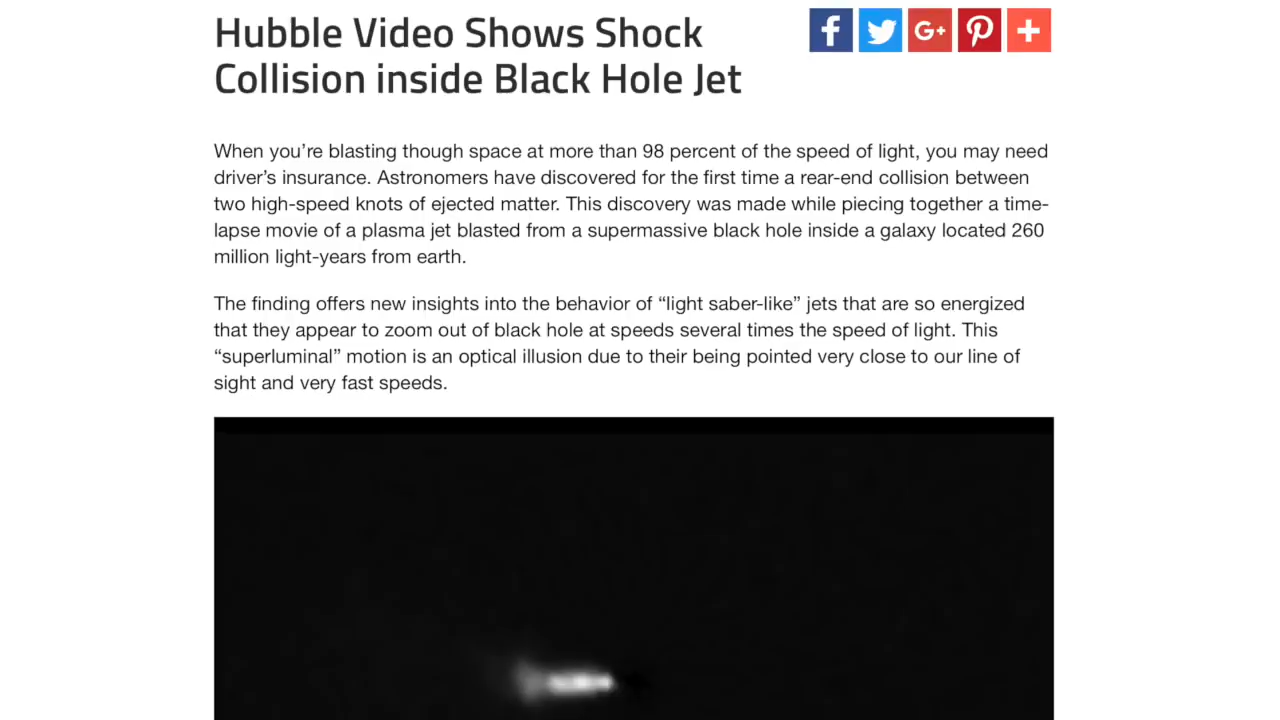 Hubble Video Shows Shock
Collision inside Black Hole Jet
f
G+
When you’re blasting though space at more than 98 percent of the speed of light, you may need
driver’s insurance. Astronomers have discovered for the first time a rear-end collision between
two high-speed knots of ejected matter. This discovery was made while piecing together a time-
lapse movie of a plasma jet blasted from a supermassive black hole inside a galaxy located 260
million light-years from earth.
The finding offers new insights into the behavior of “light saber-like” jets that are so energized
that they appear to zoom out of black hole at speeds several times the speed of light. This
“superluminal” motion is an optical illusion due to their being pointed very close to our line of
sight and very fast speeds.